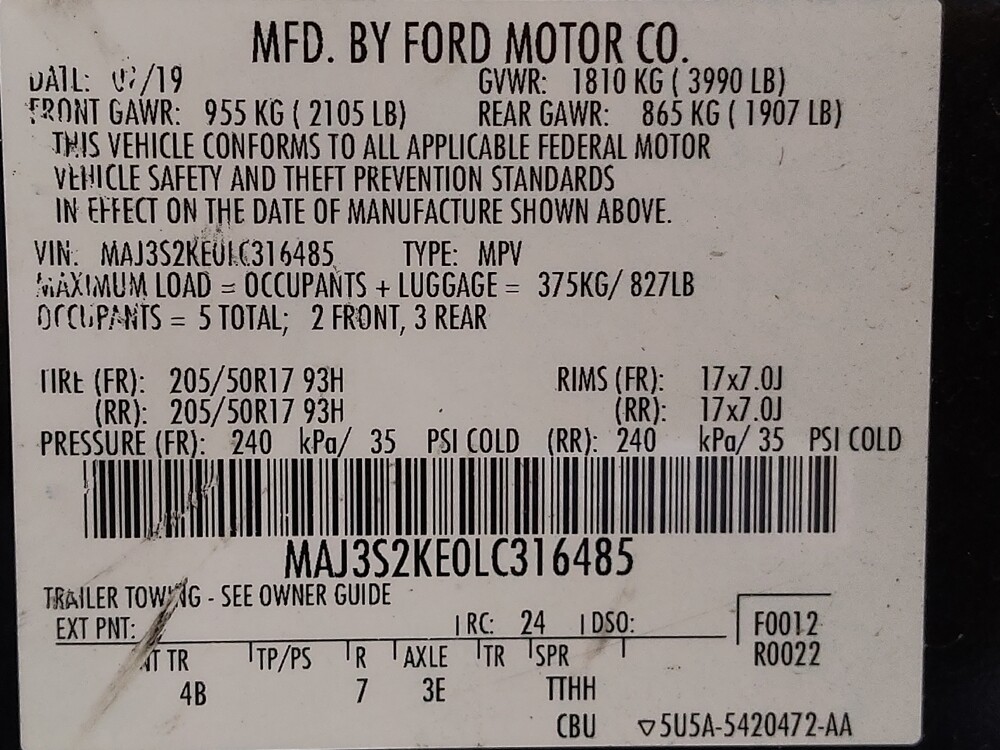 MFD. BY FORD MOTOR CO.
DATE: /19 GVWR: 1810 KG ( 3990 LB)
FRONT GAWR: 955 KG ( 2105 LB) REAR GAWR: 865 KG ( 1907 LB)
THIS VEHICLE CONFORMS TO ALL APPLICABLE FEDERAL MOTOR
VEHICLE SAFETY AND THEFT PREVENTION STANDARDS
IN EFFECT ON THE DATE OF MANUFACTURE SHOWN ABOVE.
VIN: MAJ3S2KE0LC316485 TYPE: MPV
MAXIMUM LOAD = OCCUPANTS + LUGGAGE = 375KG/ 827LB
OCCUPANTS = 5 TOTAL; 2 FRONT, 3 REAR
TIRE (FR): 205/50R17 93H RIMS (FR): 17x7.0J
(RR): 205/50R17 93H (RR): 17x7.0J
PRESSURE (FR): 240 kPa/ 35 PSI COLD (RR): 240 kPa/ 35 PSI COLD
MAJ3S2KE0LC316485
TRAILER TOWING - SEE OWNER GUIDE
EXT PNT: RC: 24 DSO: F0012
INT TR TP/PS R AXLE TR SPR R0022
4B 7 3E TTHH
CBU ▽5U5A-5420472-AA